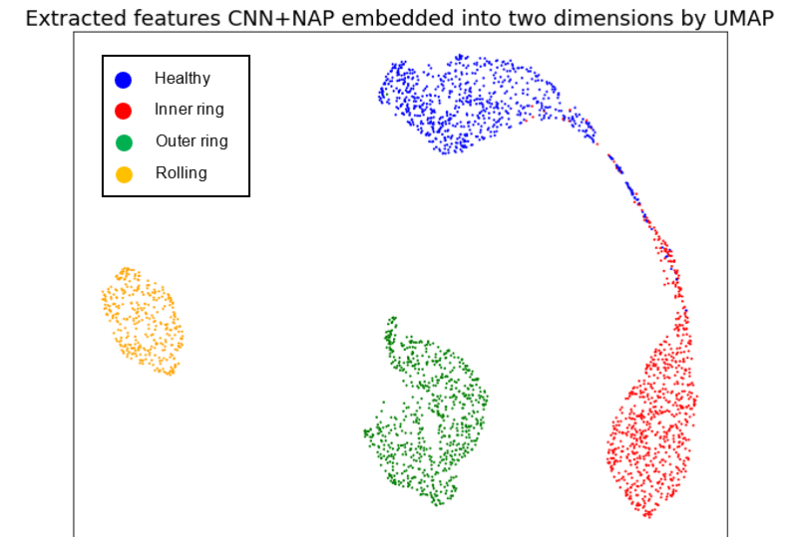 Extracted features CNN+NAP embedded into two dimensions by UMAP
Healthy
Inner ring
Outer ring
Rolling